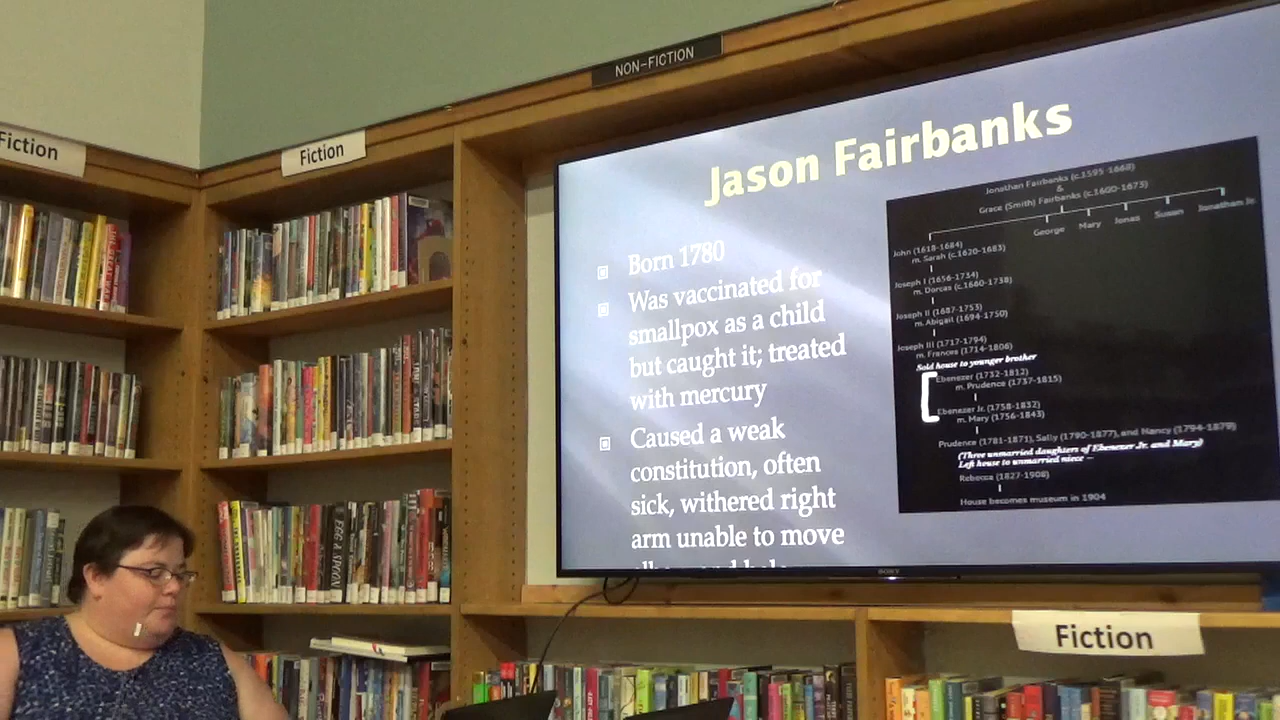 NON-FICTION
Fiction
Fiction
Jason Fairbanks
Born 1780
Was vaccinated for
smallpox as a child
but caught it; treated
with mercury
Caused a weak
constitution, often
sick, withered right
arm unable to move
Jonathan Fairbanks (c.1595-1668)
&
Grace (Smith) Fairbanks (c.1600-1673)
George Mary Jonas Susan Jonathan Jr.
John (1618-1684)
m. Sarah (c.1620-1683)
Joseph I (1656-1734)
m. Dorcas (c.1660-1738)
Joseph II (1687-1753)
m. Abigail (1694-1750)
Joseph III (1717-1794)
m. Frances (1714-1806)
Sold house to younger brother
Ebenezer (1732-1812)
m. Prudence (1737-1815)
Ebenezer Jr. (1758-1832)
m. Mary (1756-1843)
Prudence (1781-1871), Sally (1790-1877), and Nancy (1794-1879)
(Three unmarried daughters of Ebenezer Jr. and Mary)
Left house to unmarried niece –
Rebecca (1827-1908)
House becomes museum in 1904
SONY
EGG & SPOON
Fiction